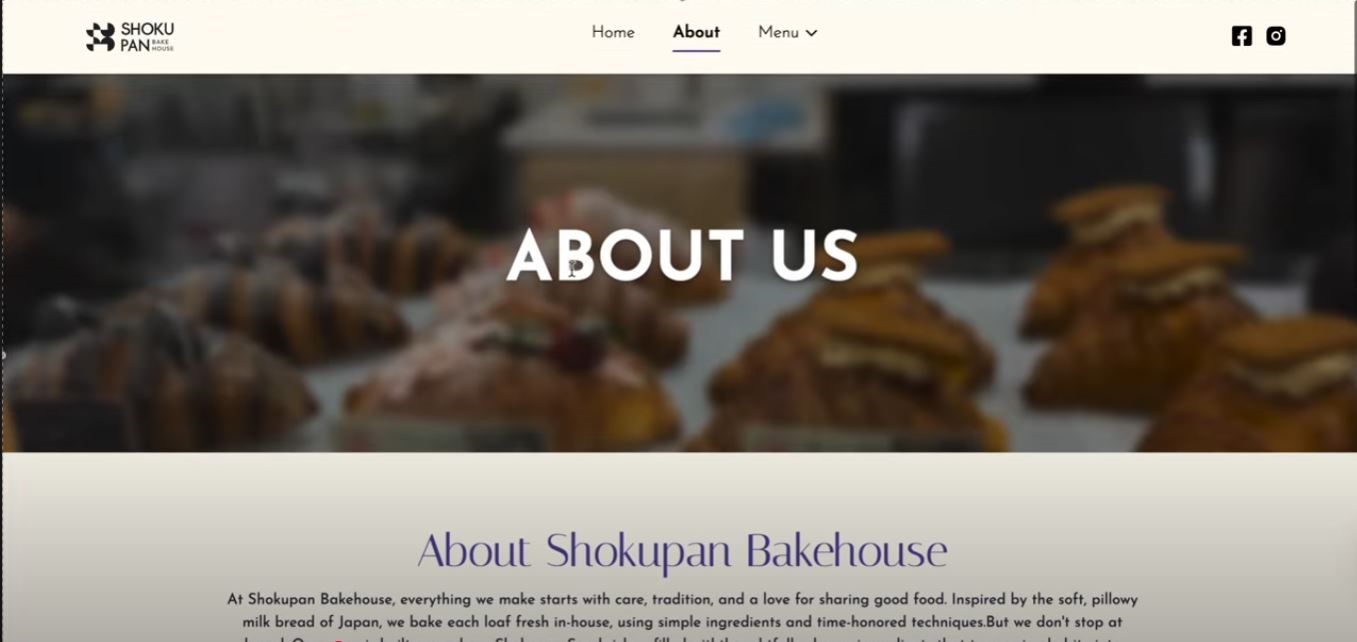 SHOKU
PAN BAKE HOUSE
Home About Menu
ABOUT US
About Shokupan Bakehouse
At Shokupan Bakehouse, everything we make starts with care, tradition, and a love for sharing good food. Inspired by the soft, pillowy
milk bread of Japan, we bake each loaf fresh in-house, using simple ingredients and time-honored techniques.But we don't stop at